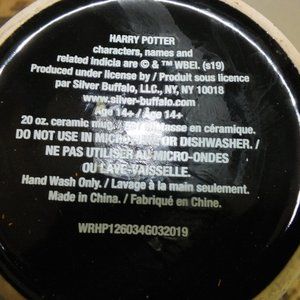 HARRY POTTER
characters, names and
related indicia are © & ™ WBEI. (s19)
Produced under license by / Produit sous licence
par Silver Buffalo, LLC., NY, NY 10018
www.silver-buffalo.com
Age 14+ / Age 14+
20 oz. ceramic mug. tasse en céramique.
DO NOT USE IN MICROWAVE OR DISHWASHER. /
NE PAS UTILISER AU MICRO-ONDES
OU LAVE-VAISSELLE.
Hand Wash Only. / Lavage à la main seulement.
Made in China. / Fabriqué en Chine.
WRHP126034G032019